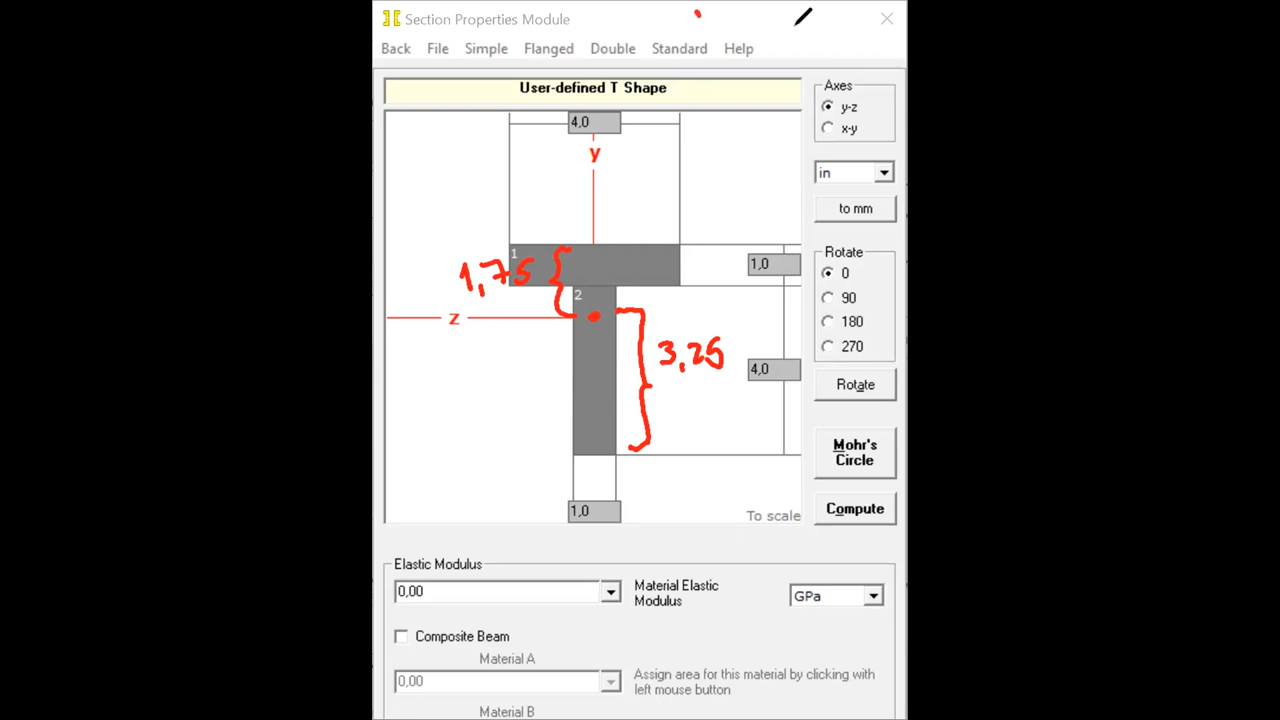 Section Properties Module
Back File Simple Flanged Double Standard Help
User-defined T Shape
Axes
y-z
x-y
4,0
y
in
to mm
1
1,75
1,0
Rotate
0
90
180
270
2
z
3,25
4,0
Rotate
Mohr's
Circle
Compute
1,0
To scale
Elastic Modulus
0,00
Material Elastic
Modulus
GPa
Composite Beam
Material A
0,00
Assign area for this material by clicking with
left mouse button
Material B